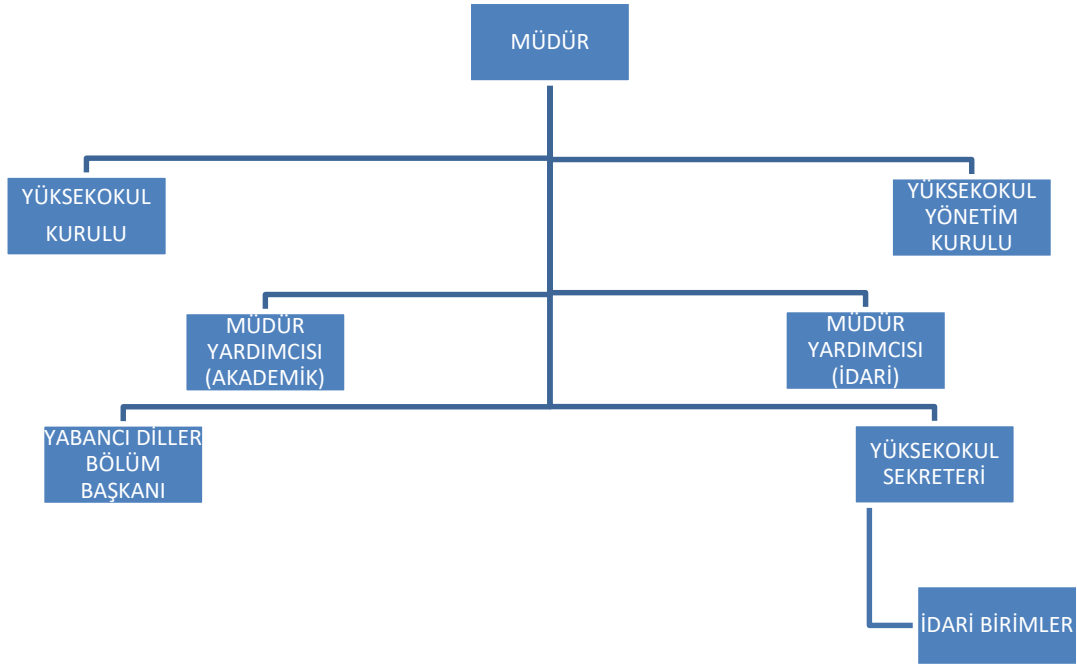 MÜDÜR
YÜKSEKOKUL
KURULU
YÜKSEKOKUL
YÖNETİM
KURULU
MÜDÜR
YARDIMCISI
(AKADEMİK)
MÜDÜR
YARDIMCISI
(İDARİ)
YABANCI DİLLER
BÖLÜM
BAŞKANI
YÜKSEKOKUL
SEKRETERİ
İDARİ BİRİMLER